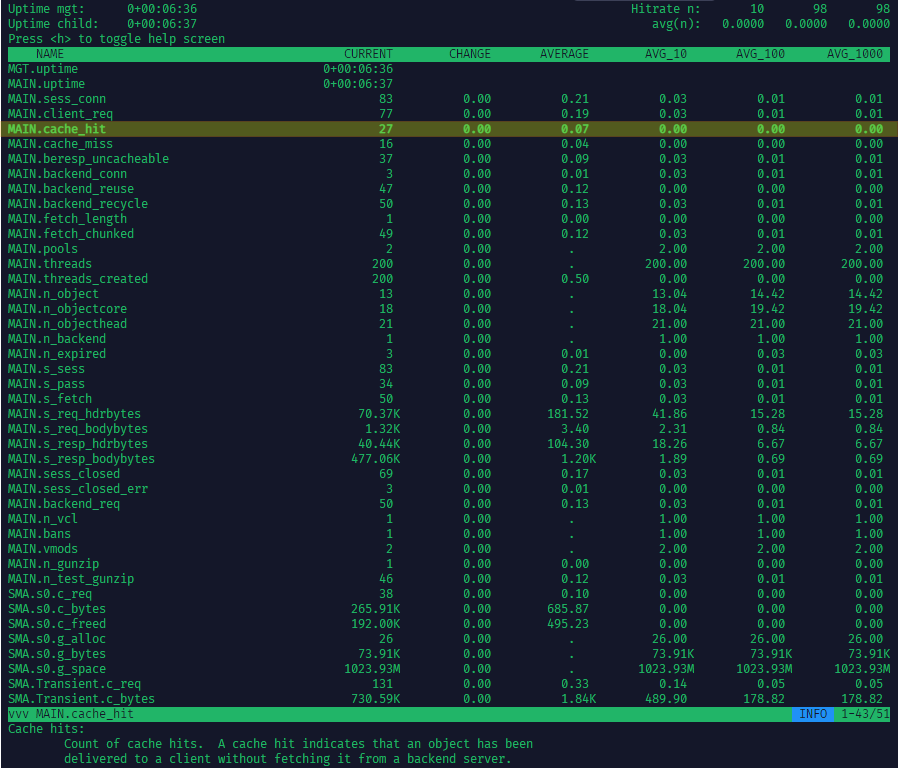 Uptime mgt:      0+00:06:36                                                              Hitrate n:       10       98       98
Uptime child:    0+00:06:37                                                                 avg(n):   0.0000   0.0000   0.0000
Press <h> to toggle help screen
NAME CURRENT CHANGE AVERAGE AVG_10 AVG_100 AVG_1000
MGT.uptime 0+00:06:36
MAIN.uptime 0+00:06:37
MAIN.sess_conn 83 0.00 0.21 0.03 0.01 0.01
MAIN.client_req 77 0.00 0.19 0.03 0.01 0.01
MAIN.cache_hit 27 0.00 0.07 0.00 0.00 0.00
MAIN.cache_miss 16 0.00 0.04 0.00 0.00 0.00
MAIN.beresp_uncacheable 37 0.00 0.09 0.03 0.01 0.01
MAIN.backend_conn 3 0.00 0.01 0.03 0.01 0.01
MAIN.backend_reuse 47 0.00 0.12 0.00 0.00 0.00
MAIN.backend_recycle 50 0.00 0.13 0.03 0.01 0.01
MAIN.fetch_length 1 0.00 0.00 0.00 0.00 0.00
MAIN.fetch_chunked 49 0.00 0.12 0.03 0.01 0.01
MAIN.pools 2 0.00 . 2.00 2.00 2.00
MAIN.threads 200 0.00 . 200.00 200.00 200.00
MAIN.threads_created 200 0.00 0.50 0.00 0.00 0.00
MAIN.n_object 13 0.00 . 13.04 14.42 14.42
MAIN.n_objectcore 18 0.00 . 18.04 19.42 19.42
MAIN.n_objecthead 21 0.00 . 21.00 21.00 21.00
MAIN.n_backend 1 0.00 . 1.00 1.00 1.00
MAIN.n_expired 3 0.00 0.01 0.00 0.03 0.03
MAIN.s_sess 83 0.00 0.21 0.03 0.01 0.01
MAIN.s_pass 34 0.00 0.09 0.03 0.01 0.01
MAIN.s_fetch 50 0.00 0.13 0.03 0.01 0.01
MAIN.s_req_hdrbytes 70.37K 0.00 181.52 41.86 15.28 15.28
MAIN.s_req_bodybytes 1.32K 0.00 3.40 2.31 0.84 0.84
MAIN.s_resp_hdrbytes 40.44K 0.00 104.30 18.26 6.67 6.67
MAIN.s_resp_bodybytes 477.06K 0.00 1.20K 1.89 0.69 0.69
MAIN.sess_closed 69 0.00 0.17 0.03 0.01 0.01
MAIN.sess_closed_err 3 0.00 0.01 0.00 0.00 0.00
MAIN.backend_req 50 0.00 0.13 0.03 0.01 0.01
MAIN.n_vcl 1 0.00 . 1.00 1.00 1.00
MAIN.bans 1 0.00 . 1.00 1.00 1.00
MAIN.vmods 2 0.00 . 2.00 2.00 2.00
MAIN.n_gunzip 1 0.00 0.00 0.00 0.00 0.00
MAIN.n_test_gunzip 46 0.00 0.12 0.03 0.01 0.01
SMA.s0.c_req 38 0.00 0.10 0.00 0.00 0.00
SMA.s0.c_bytes 265.91K 0.00 685.87 0.00 0.00 0.00
SMA.s0.c_freed 192.00K 0.00 495.23 0.00 0.00 0.00
SMA.s0.g_alloc 26 0.00 . 26.00 26.00 26.00
SMA.s0.g_bytes 73.91K 0.00 . 73.91K 73.91K 73.91K
SMA.s0.g_space 1023.93M 0.00 . 1023.93M 1023.93M 1023.93M
SMA.Transient.c_req 131 0.00 0.33 0.14 0.05 0.05
SMA.Transient.c_bytes 730.59K 0.00 1.84K 489.90 178.82 178.82
vvv MAIN.cache_hit INFO 1-43/51
Cache hits:
Count of cache hits.  A cache hit indicates that an object has been
delivered to a client without fetching it from a backend server.